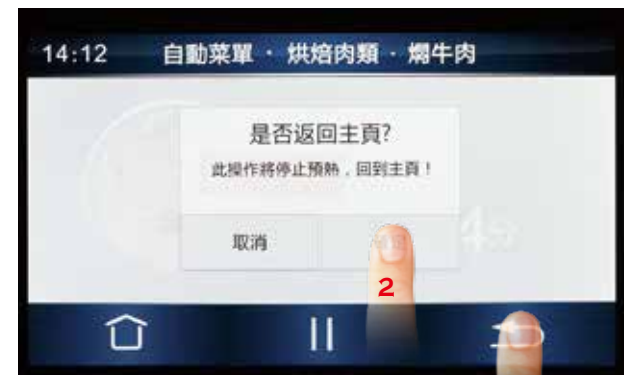 14:12 自動菜單 · 烘焙肉類 · 燜牛肉
是否返回主頁?
此操作將停止預熱，回到主頁！
取消
2